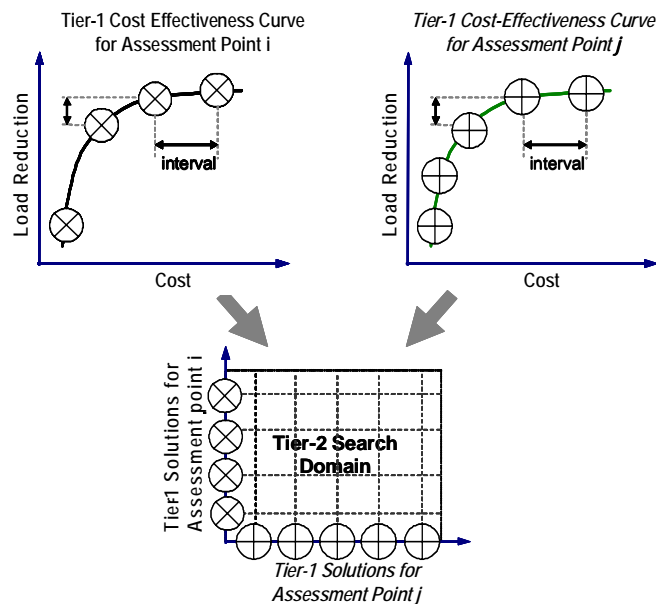 Tier-1 Cost Effectiveness Curve
for Assessment Point i
Load Reduction
interval
Cost
Tier-1 Cost-Effectiveness Curve
for Assessment Point j
Load Reduction
interval
Cost
Tier1 Solutions for
Assessment point i
Tier-2 Search
Domain
Tier-1 Solutions for
Assessment Point j